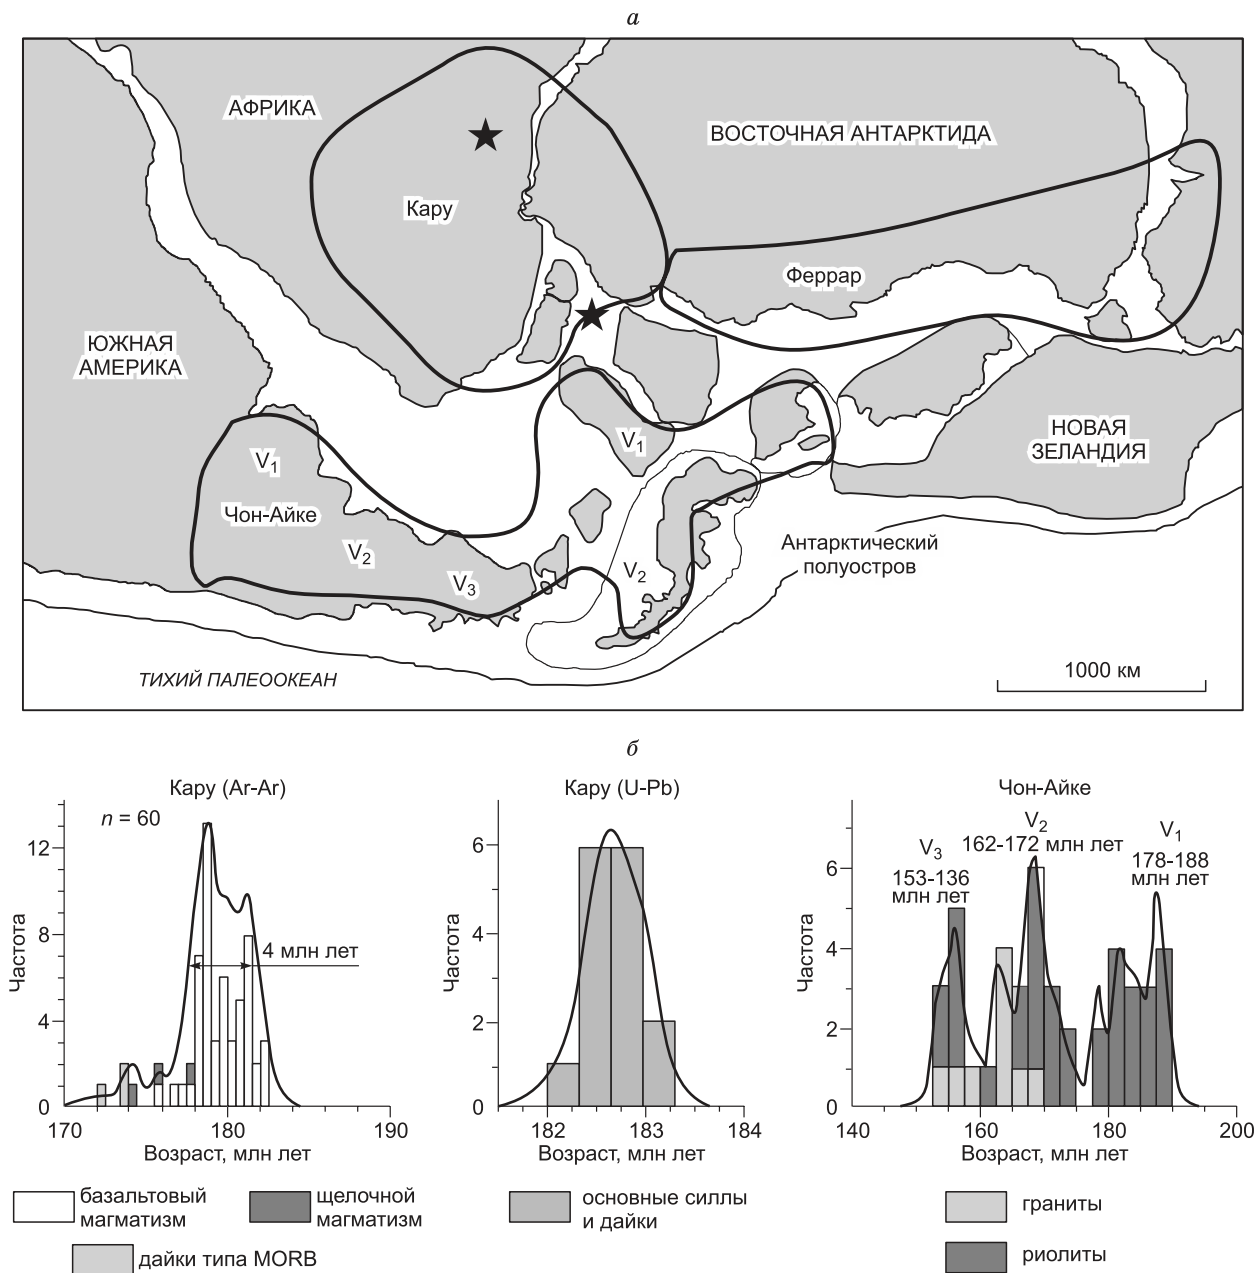 а
АФРИКА
ВОСТОЧНАЯ АНТАРКТИДА
Кару
Феррар
ЮЖНАЯ
АМЕРИКА
V1
Чон-Айке
V2
V3
V1
V2
НОВАЯ
ЗЕЛАНДИЯ
Антарктический
полуостров
1000 км
ТИХИЙ ПАЛЕООКЕАН
б
Кару (Ar-Ar)
n = 60
4 млн лет
Частота
12
8
4
0
170
180
190
Возраст, млн лет
Кару (U-Pb)
Частота
6
4
2
0
182
183
184
Возраст, млн лет
Чон-Айке
V3
153-136
млн лет
V2
162-172 млн лет
V1
178-188
млн лет
Частота
6
4
2
0
140
160
180
200
Возраст, млн лет
базальтовый
магматизм
щелочной
магматизм
дайки типа MORB
основные силлы
и дайки
граниты
риолиты